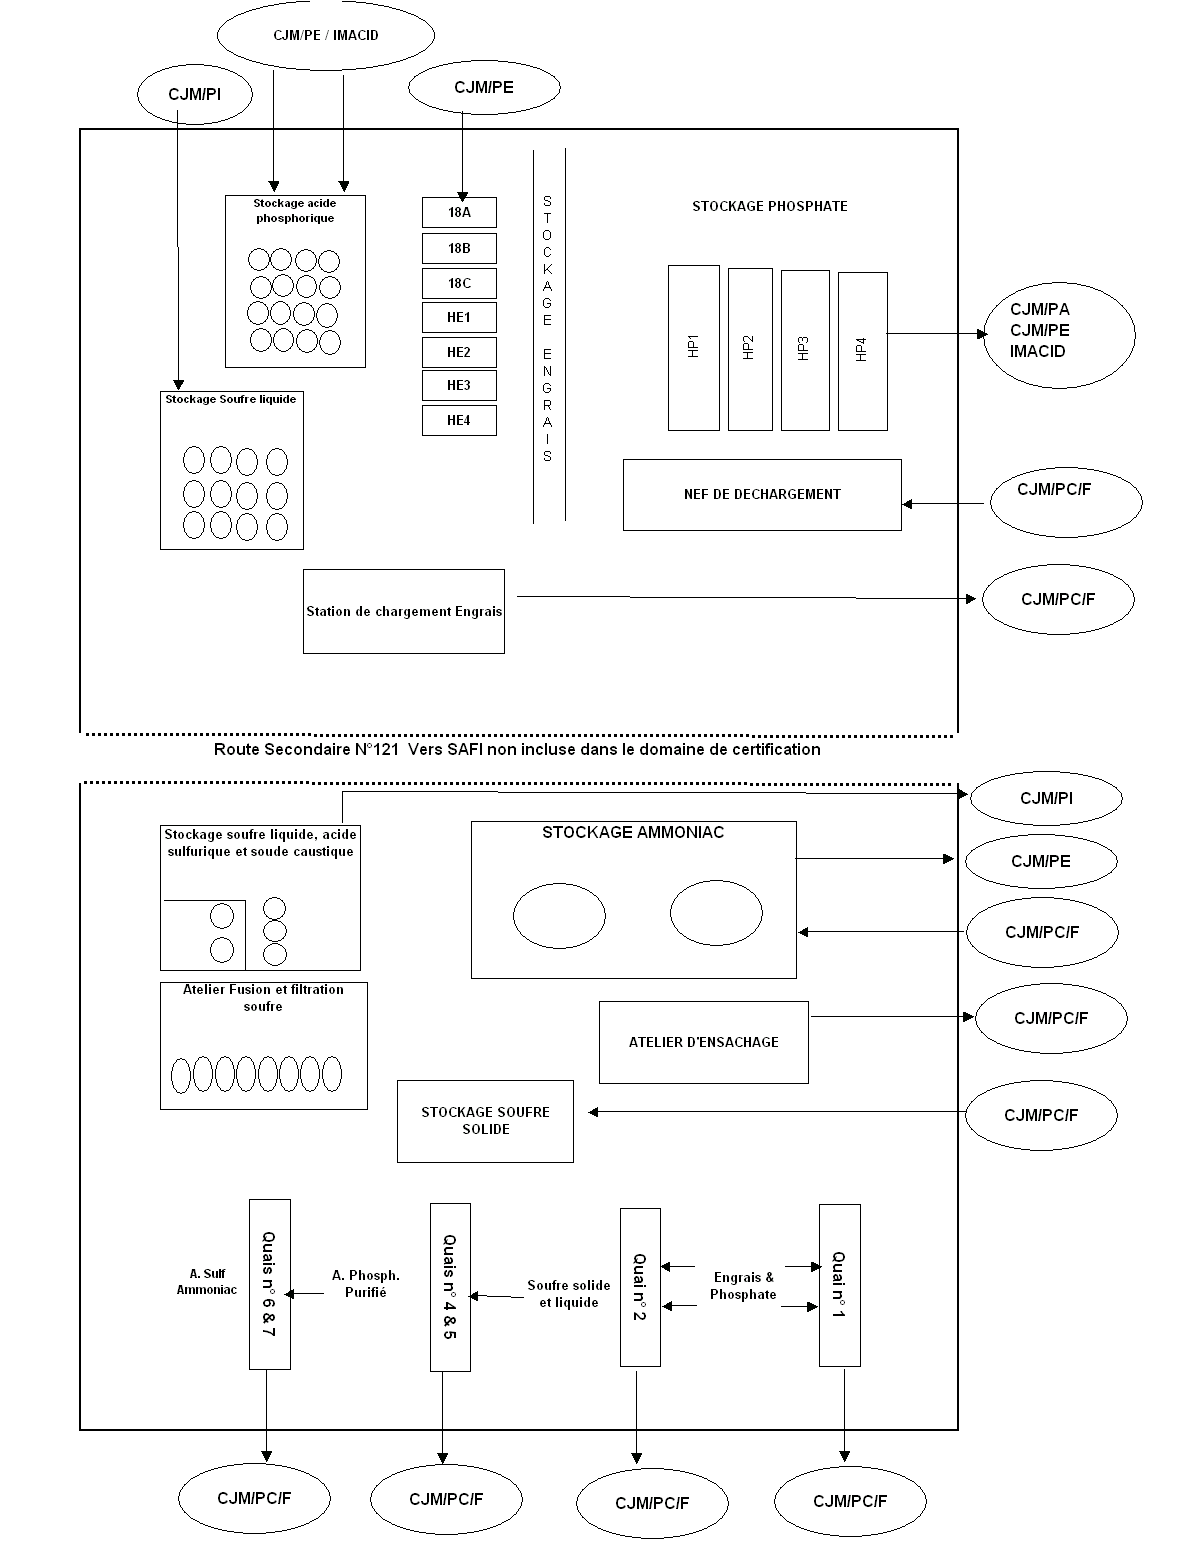 CJM/PE / IMACID
CJM/PI
CJM/PE
Stockage acide
phosphorique
18A
18B
18C
HE1
HE2
HE3
HE4
STOCKAGE ENGRAIS
STOCKAGE PHOSPHATE
HP1
HP2
HP3
HP4
CJM/PA
CJM/PE
IMACID
Stockage Soufre liquide
NEF DE DECHARGEMENT
CJM/PC/F
Station de chargement Engrais
CJM/PC/F
Route Secondaire N°121 Vers SAFI non incluse dans le domaine de certification
CJM/PI
Stockage soufre liquide, acide
sulfurique et soude caustique
STOCKAGE AMMONIAC
CJM/PE
CJM/PC/F
Atelier Fusion et filtration
soufre
ATELIER D'ENSACHAGE
CJM/PC/F
STOCKAGE SOUFRE
SOLIDE
CJM/PC/F
A. Sulf
Ammoniac
Quais n° 6 & 7
A. Phosph.
Purifié
Quais n° 4 & 5
Soufre solide
et liquide
Quai n° 2
Engrais &
Phosphate
Quai n° 1
CJM/PC/F
CJM/PC/F
CJM/PC/F
CJM/PC/F